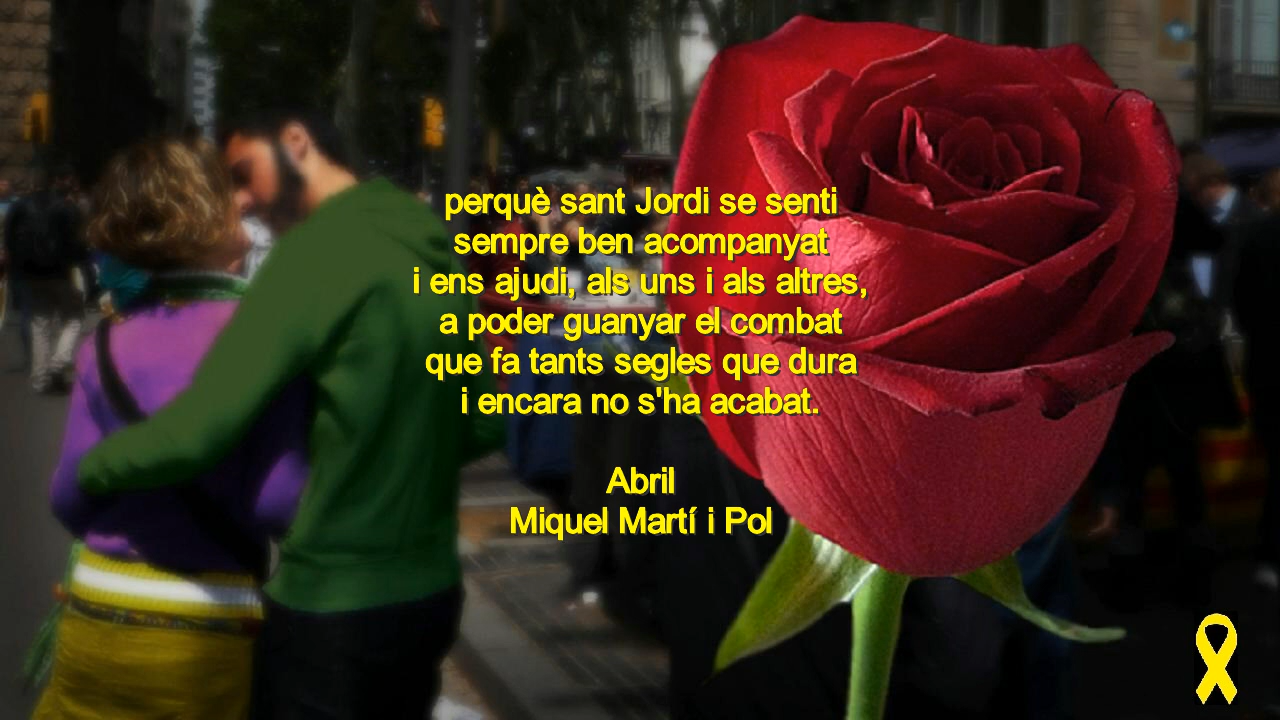 perquè sant Jordi se senti
sempre ben acompanyat
i ens ajudi, als uns i als altres,
a poder guanyar el combat
que fa tants segles que dura
i encara no s'ha acabat.
Abril
Miquel Martí i Pol